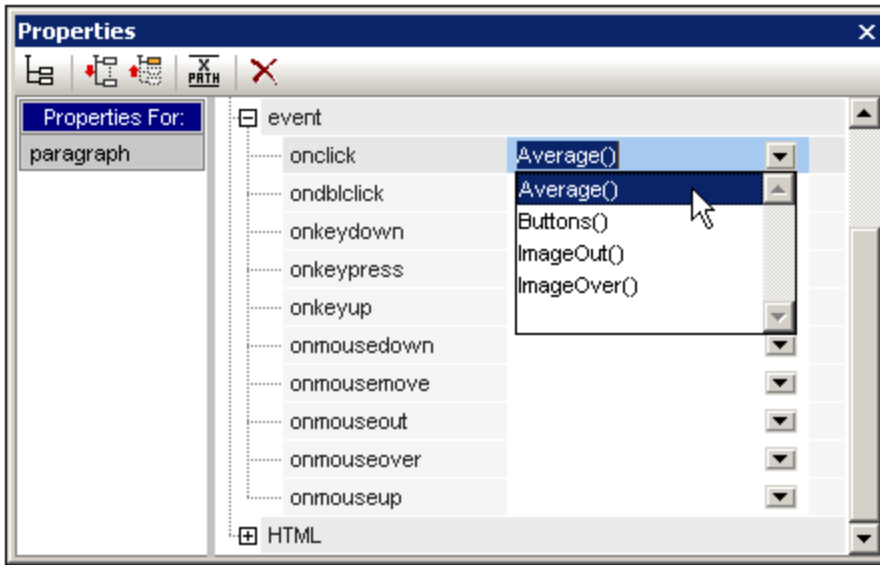 Properties
X
PATH
Properties For:
paragraph
event
onclick Average()
Average()
ondblclick
Buttons()
onkeydown
ImageOut()
onkeypress
ImageOver()
onkeyup
onmousedown
onmousemove
onmouseout
onmouseover
onmouseup
HTML